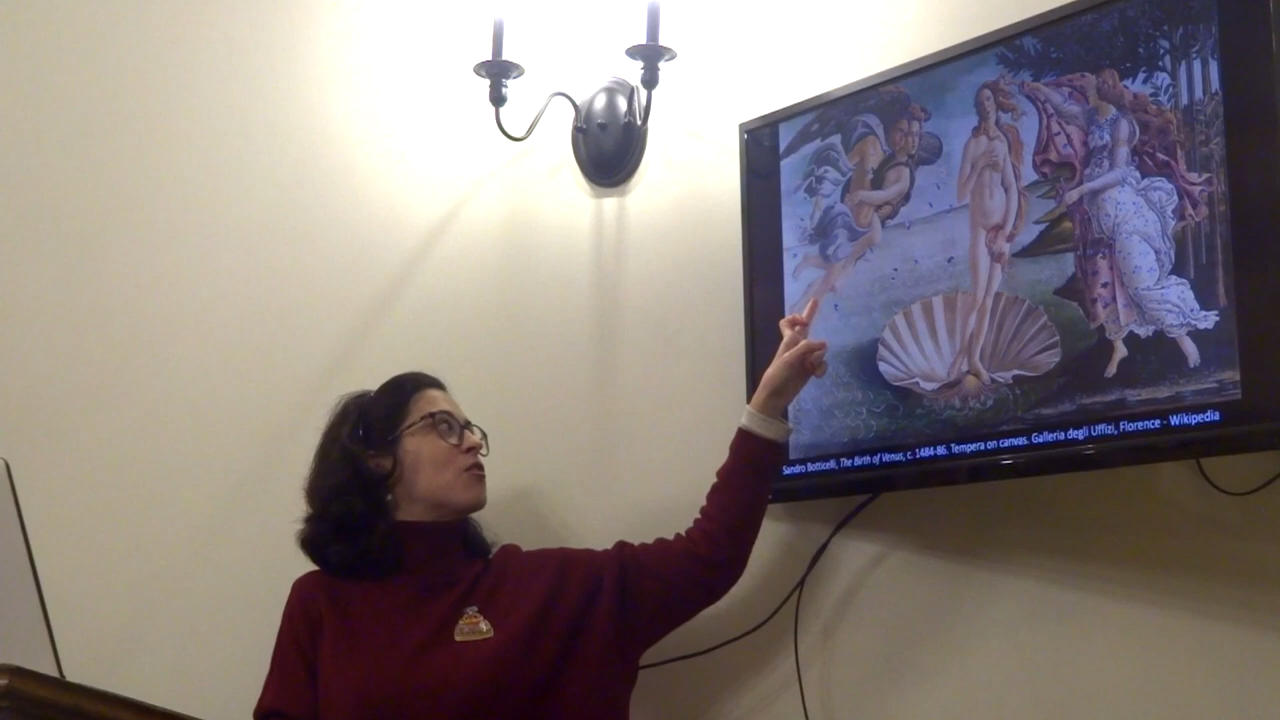 Sandro Botticelli, The Birth of Venus, c. 1484-86. Tempera on canvas. Galleria degli Uffizi, Florence - Wikipedia